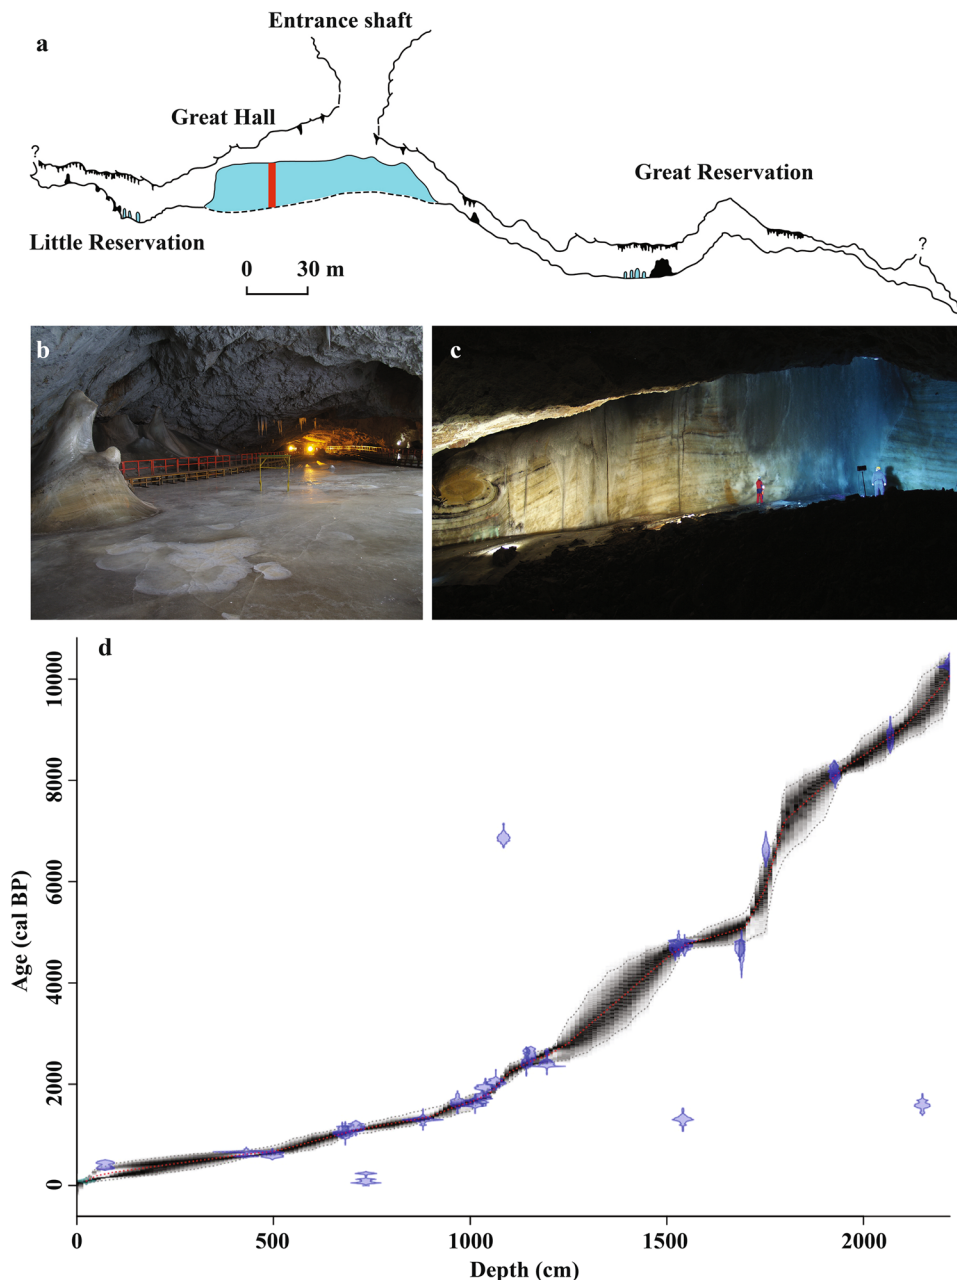 Entrance shaft
a
Great Hall
?
Great Reservation
Little Reservation
?
0 30 m
b
c
d
10000
8000
6000
4000
2000
0
Age (cal BP)
0 500 1000 1500 2000
Depth (cm)